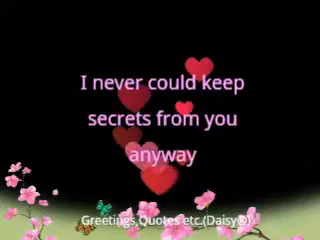 I never could keep
secrets from you
anyway
Greetings,Quotes etc.(Daisy®)